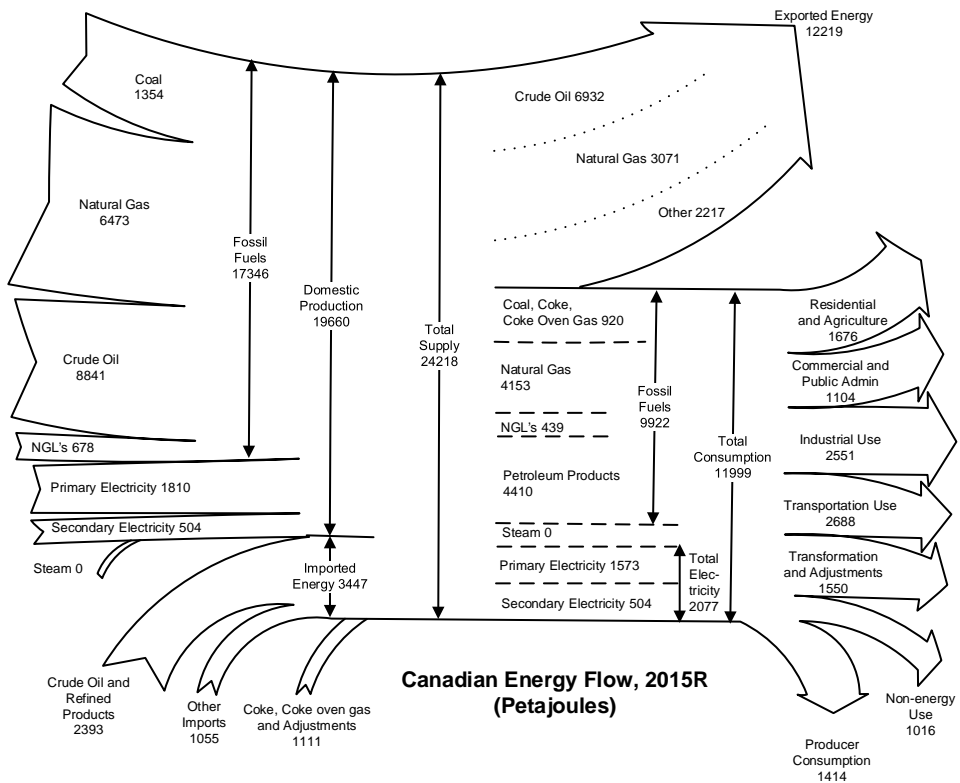 Exported Energy
12219
Coal
1354
Crude Oil 6932
Natural Gas 3071
Natural Gas
6473
Other 2217
Fossil
Fuels
17346
Domestic
Production
19660
Total
Supply
24218
Coal, Coke,
Coke Oven Gas 920
Residential
and Agriculture
1676
Crude Oil
8841
Natural Gas
4153
Fossil
Fuels
9922
Commercial and
Public Admin
1104
NGL's 439
Total
Consumption
11999
Industrial Use
2551
NGL's 678
Primary Electricity 1810
Petroleum Products
4410
Transportation Use
2688
Secondary Electricity 504
Steam 0
Steam 0
Imported
Energy 3447
Primary Electricity 1573
Total
Elec-
tricity
2077
Transformation
and Adjustments
1550
Secondary Electricity 504
Crude Oil and
Refined
Products
2393
Other
Imports
1055
Coke, Coke oven gas
and Adjustments
1111
Canadian Energy Flow, 2015R
(Petajoules)
Non-energy
Use
1016
Producer
Consumption
1414